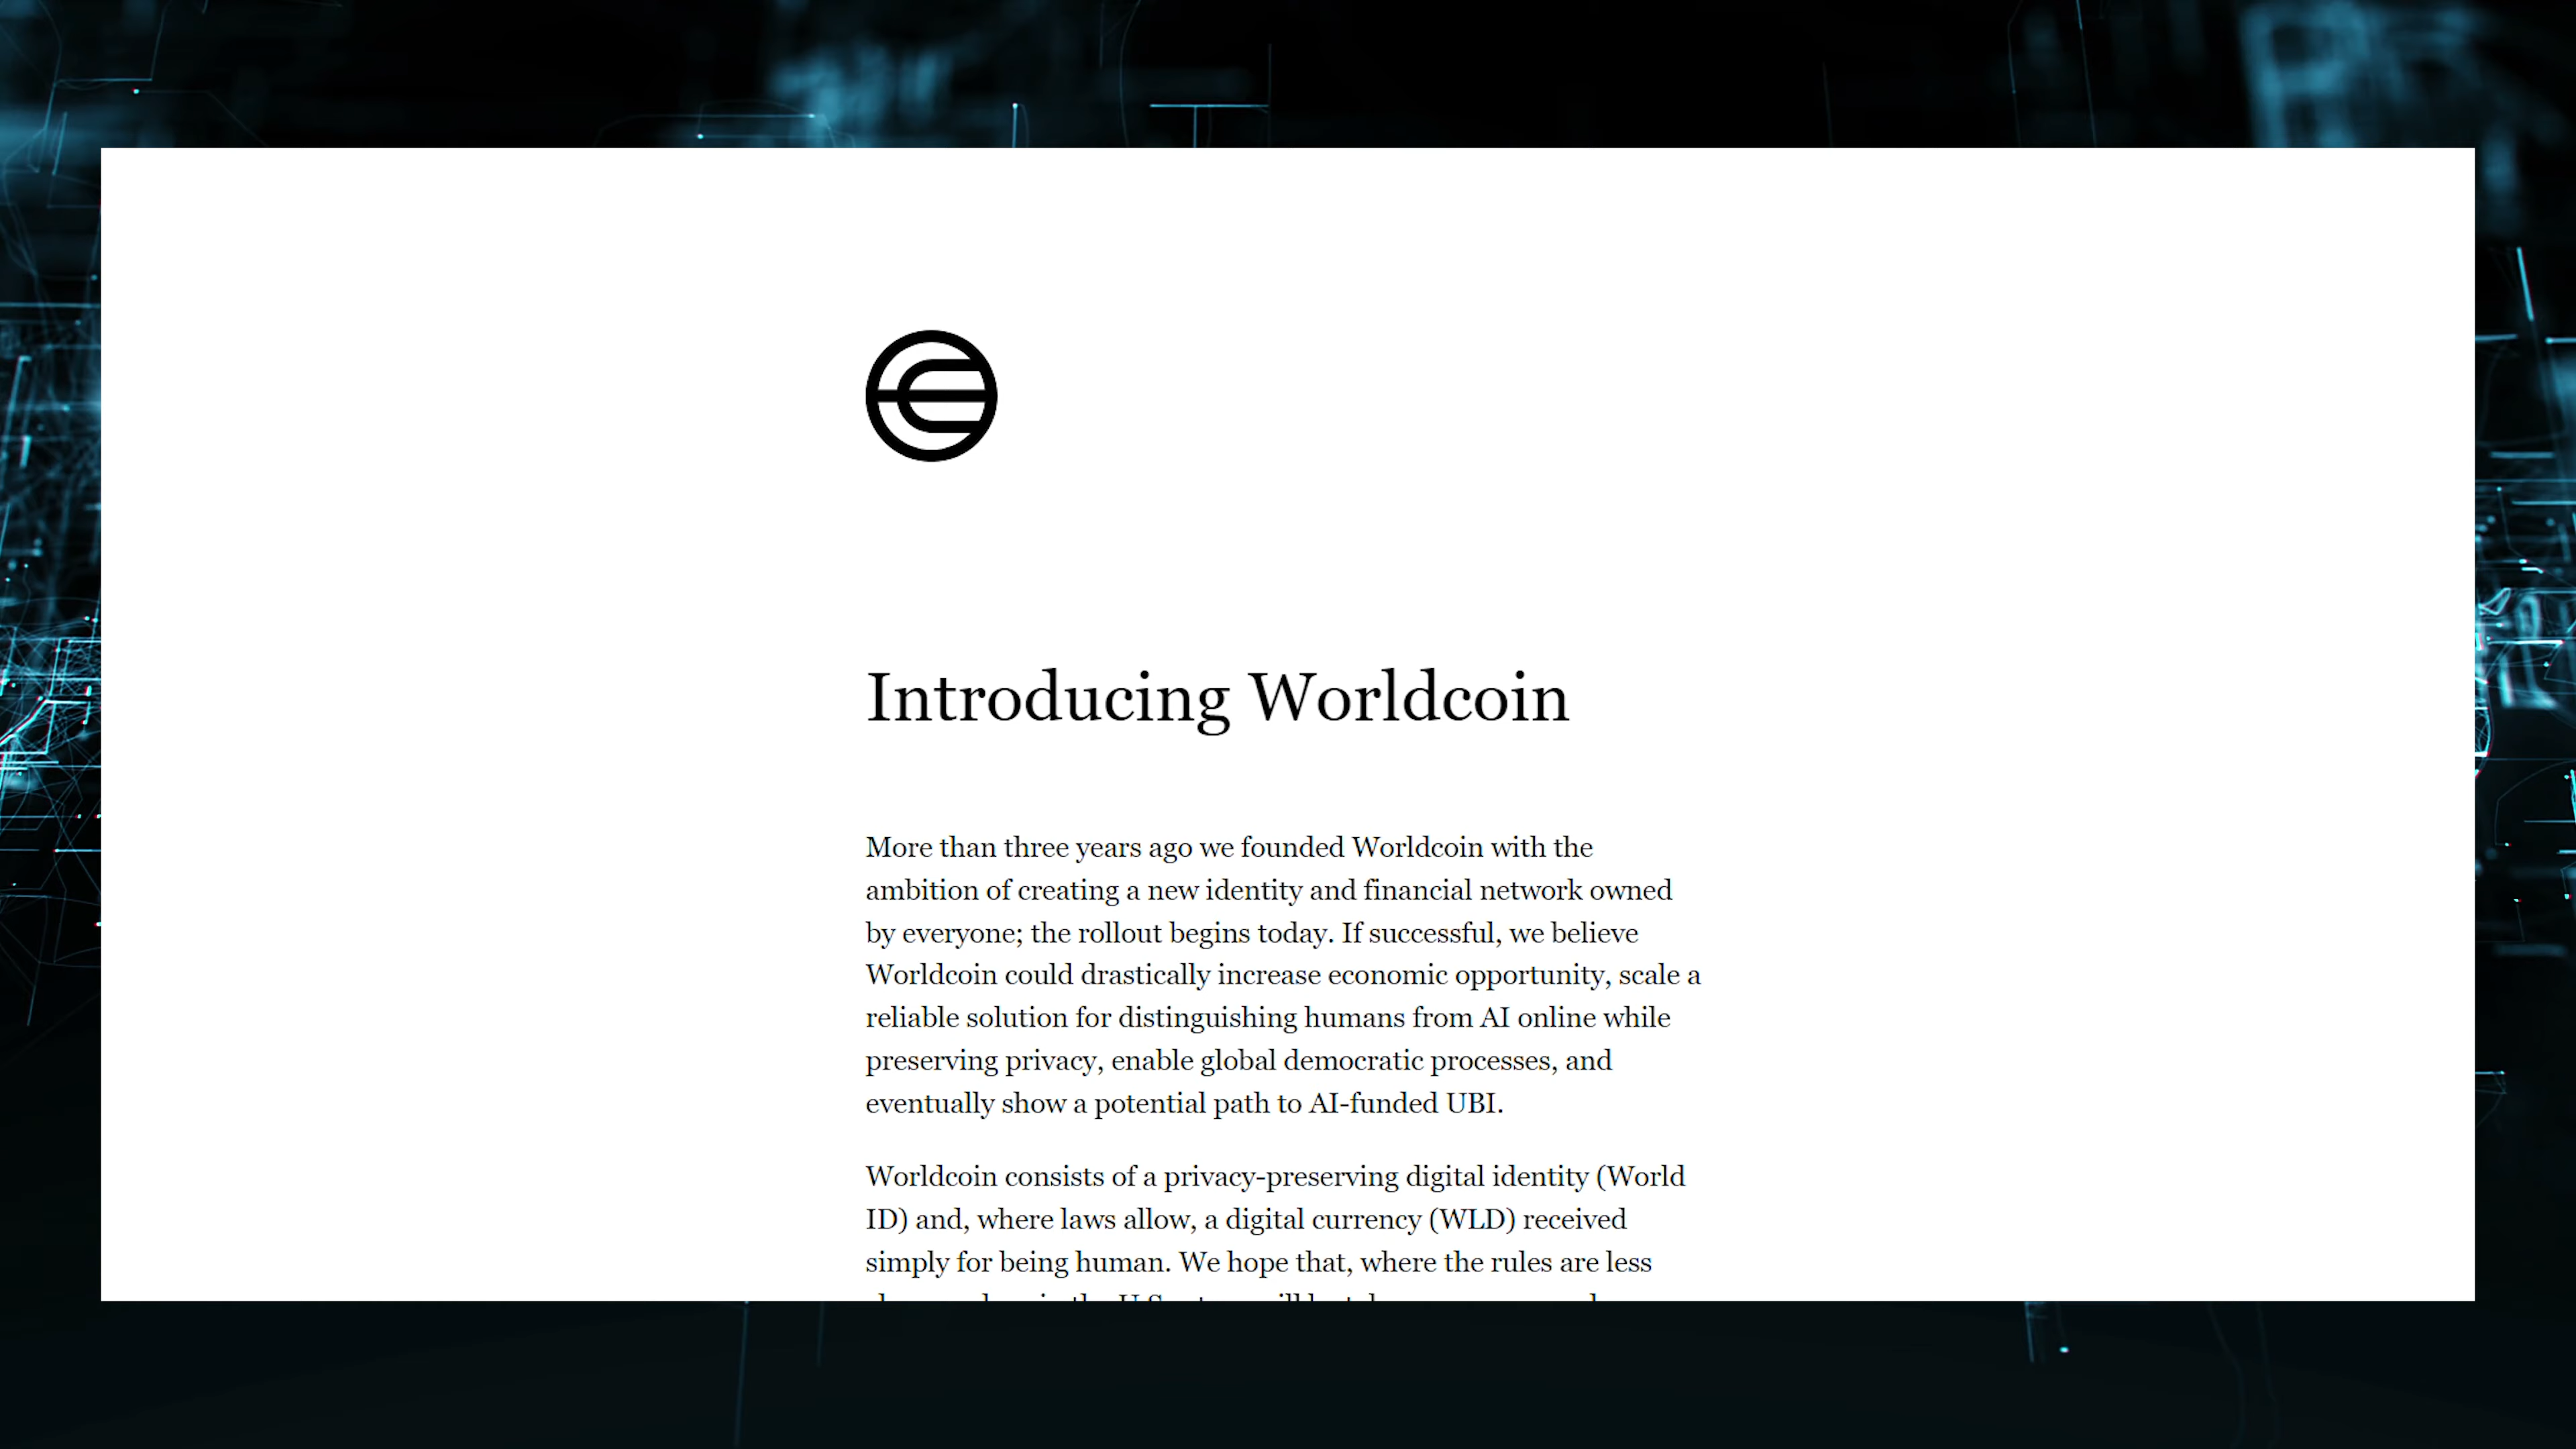 Introducing Worldcoin
More than three years ago we founded Worldcoin with the
ambition of creating a new identity and financial network owned
by everyone; the rollout begins today. If successful, we believe
Worldcoin could drastically increase economic opportunity, scale a
reliable solution for distinguishing humans from AI online while
preserving privacy, enable global democratic processes, and
eventually show a potential path to AI-funded UBI.
Worldcoin consists of a privacy-preserving digital identity (World
ID) and, where laws allow, a digital currency (WLD) received
simply for being human. We hope that, where the rules are less